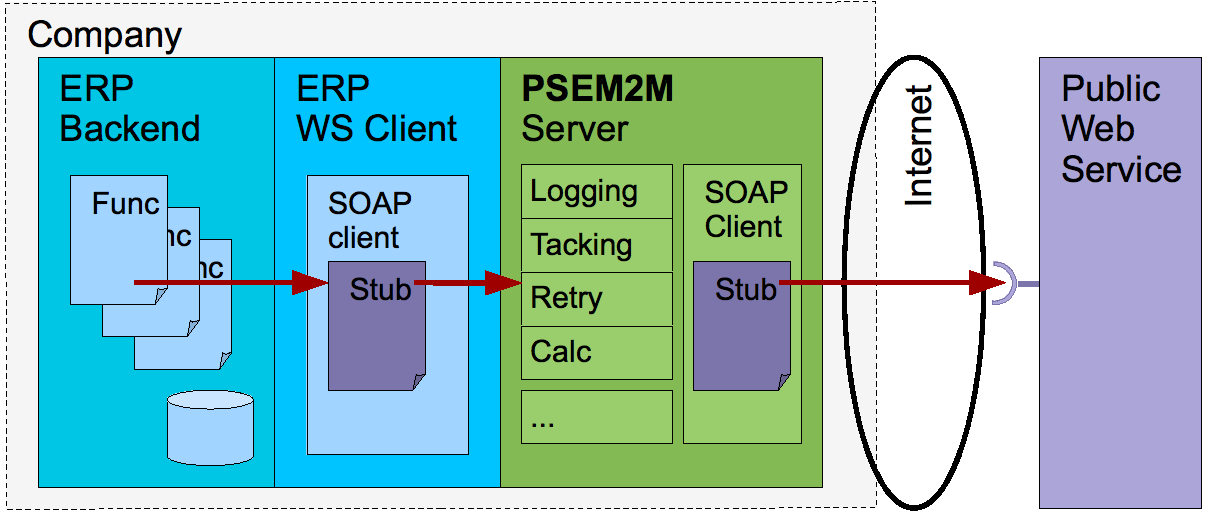 Company
ERP
Backend
Func
nc
nc
ERP
WS Client
SOAP
client
Stub
PSEM2M
Server
Logging
Tacking
Retry
Calc
...
SOAP
Client
Stub
Internet
Public
Web
Service